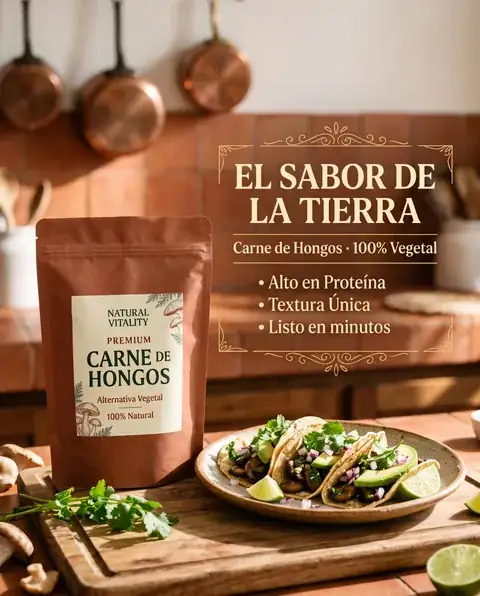 EL SABOR DE
LA TIERRA
Carne de Hongos · 100% Vegetal
• Alto en Proteína
• Textura Única
• Listo en minutos
NATURAL
VITALITY
PREMIUM
CARNE DE
HONGOS
Alternativa Vegetal
100% Natural